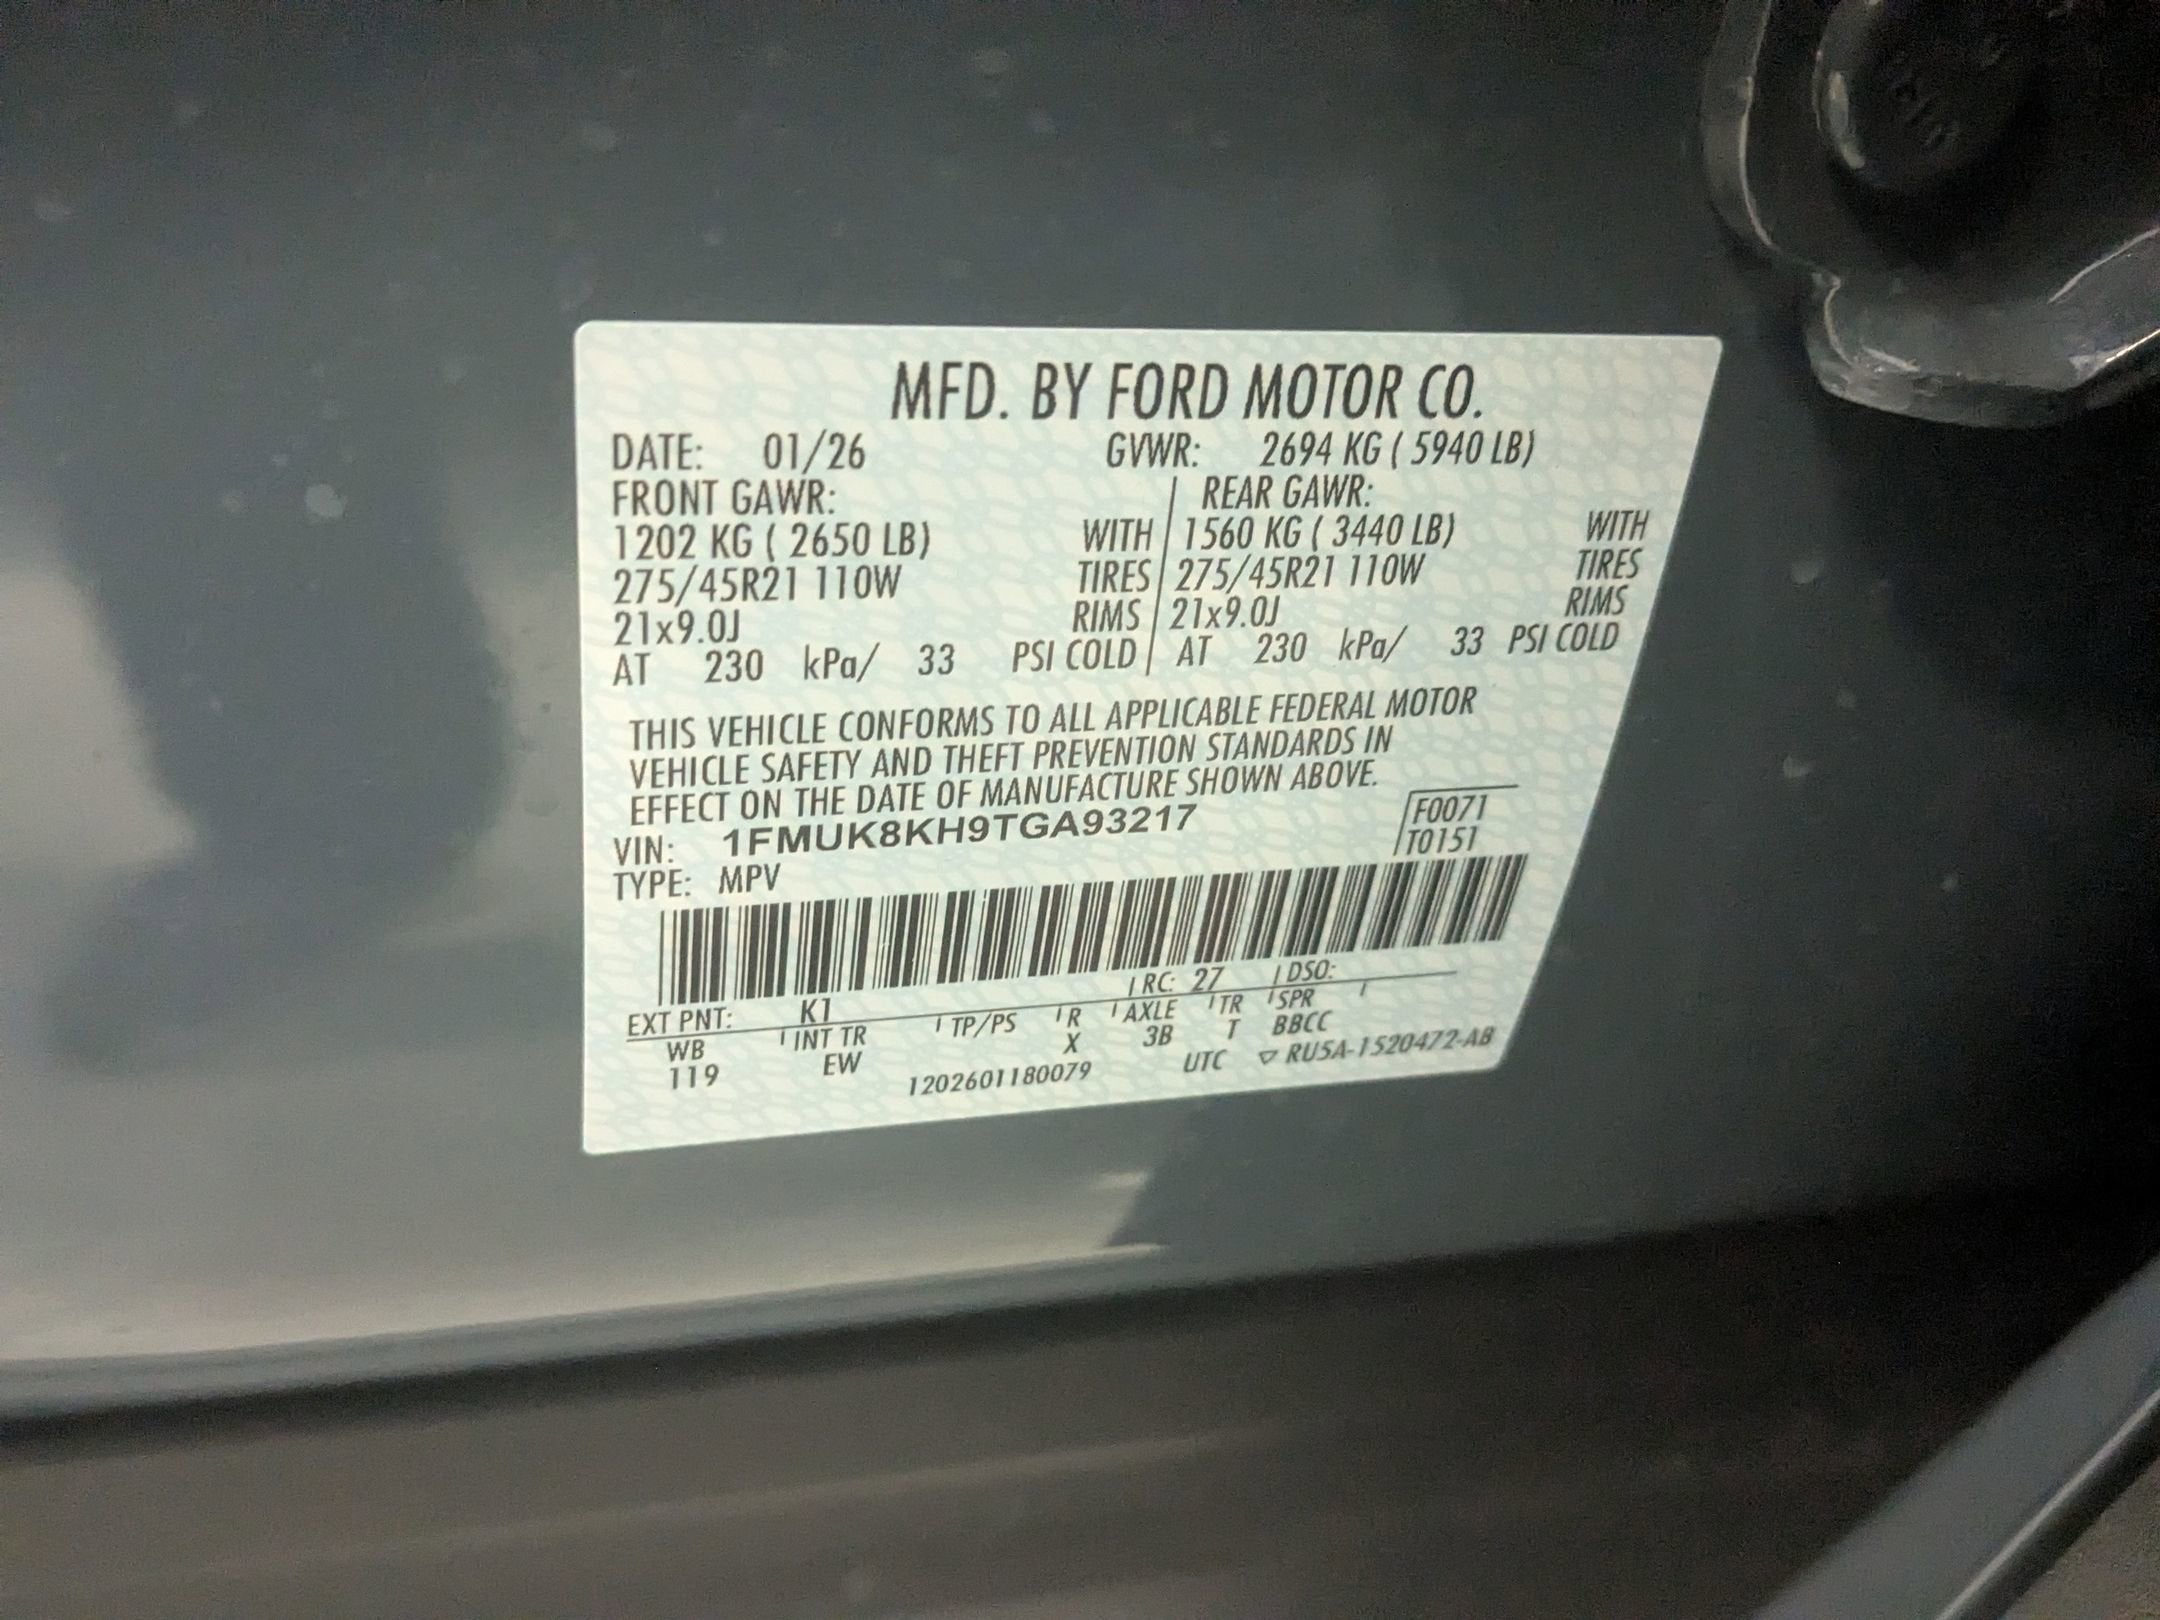 MFD. BY FORD MOTOR CO.
DATE: 01/26 GVWR: 2694 KG ( 5940 LB)
FRONT GAWR: REAR GAWR:
1202 KG ( 2650 LB) WITH 1560 KG ( 3440 LB) WITH
275/45R21 110W TIRES 275/45R21 110W TIRES
21x9.0J RIMS 21x9.0J RIMS
AT 230 kPa/ 33 PSI COLD AT 230 kPa/ 33 PSI COLD
THIS VEHICLE CONFORMS TO ALL APPLICABLE FEDERAL MOTOR
VEHICLE SAFETY AND THEFT PREVENTION STANDARDS IN
EFFECT ON THE DATE OF MANUFACTURE SHOWN ABOVE.
VIN: 1FMUK8KH9TGA93217 F0071
TYPE: MPV T0151
EXT PNT: K1 RC: 27 DSO:
WB INT TR TP/PS R AXLE TR SPR
119 EW X 3B T BBCC
1202601180079 UTC ▽ RU5A-1520472-AB